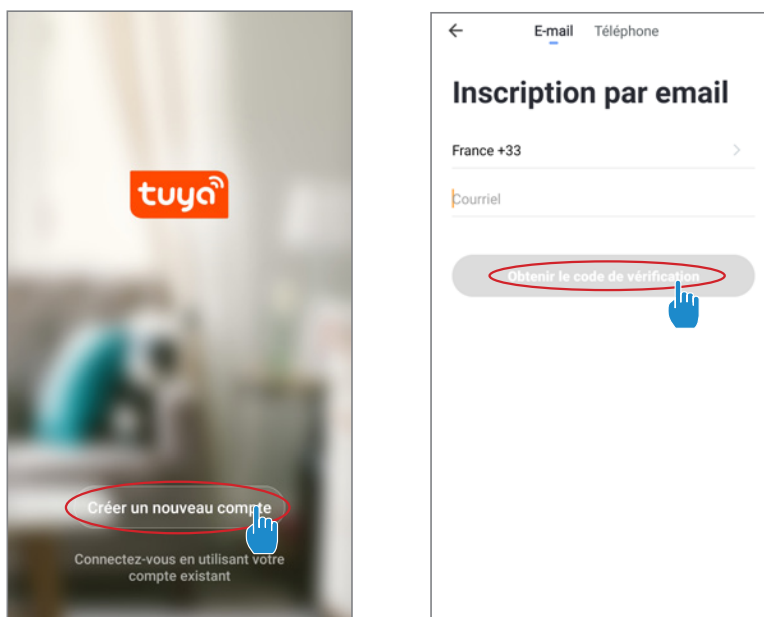 tuya
Créer un nouveau compte
Connectez-vous en utilisant votre
compte existant
E-mail Téléphone
Inscription par email
France +33
Courriel
Obtenir le code de vérification